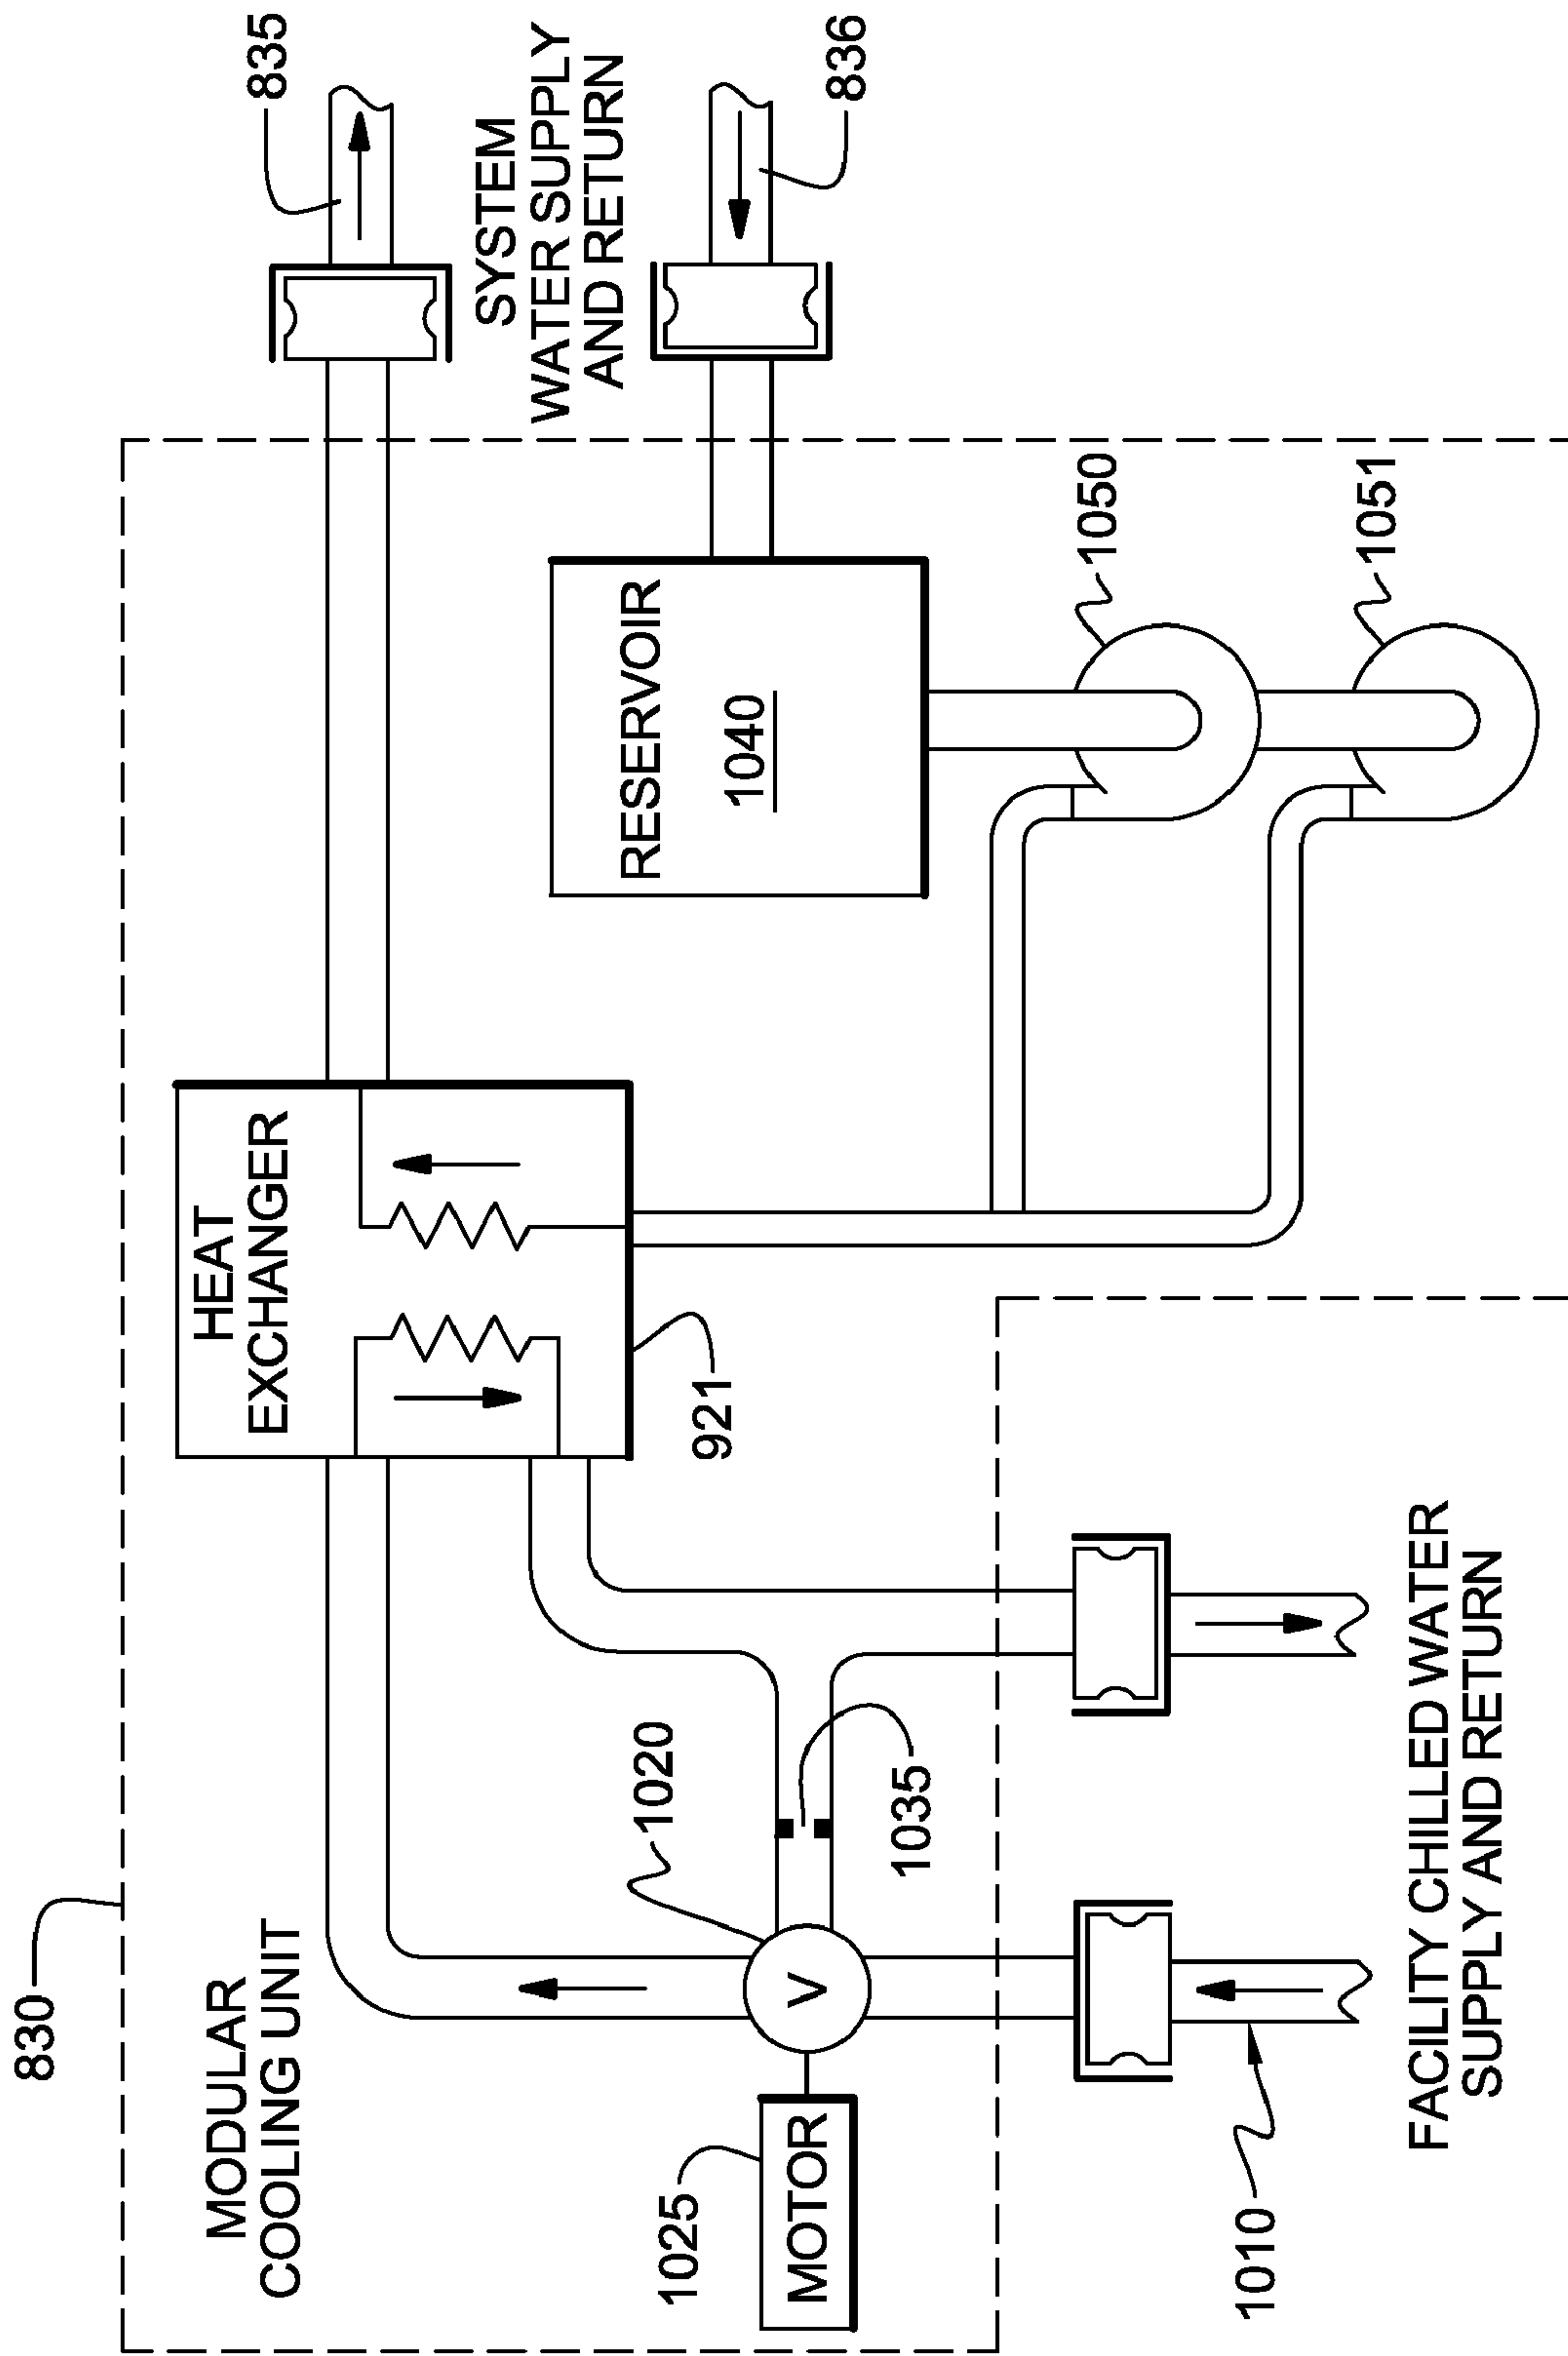 830
MODULAR
COOLING UNIT
HEAT
EXCHANGER
835
SYSTEM
WATER SUPPLY
AND RETURN
836
RESERVOIR
1040
921
1020
1025
MOTOR
V
1035
1050
1051
1010
FACILITY CHILLED WATER
SUPPLY AND RETURN